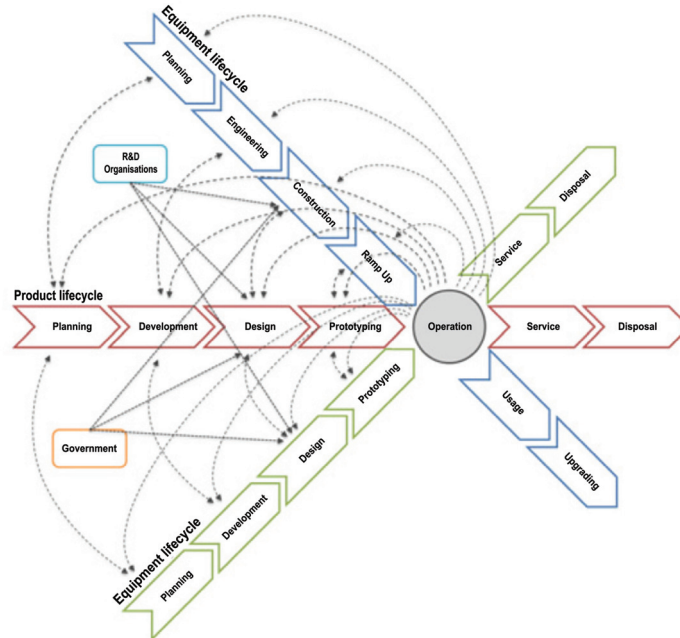 Equipment lifecycle
Planning
Engineering
Construction
Ramp Up
R&D
Organisations
Product lifecycle
Planning
Development
Design
Prototyping
Operation
Service
Disposal
Service
Disposal
Usage
Upgrading
Government
Equipment lifecycle
Planning
Development
Design
Prototyping